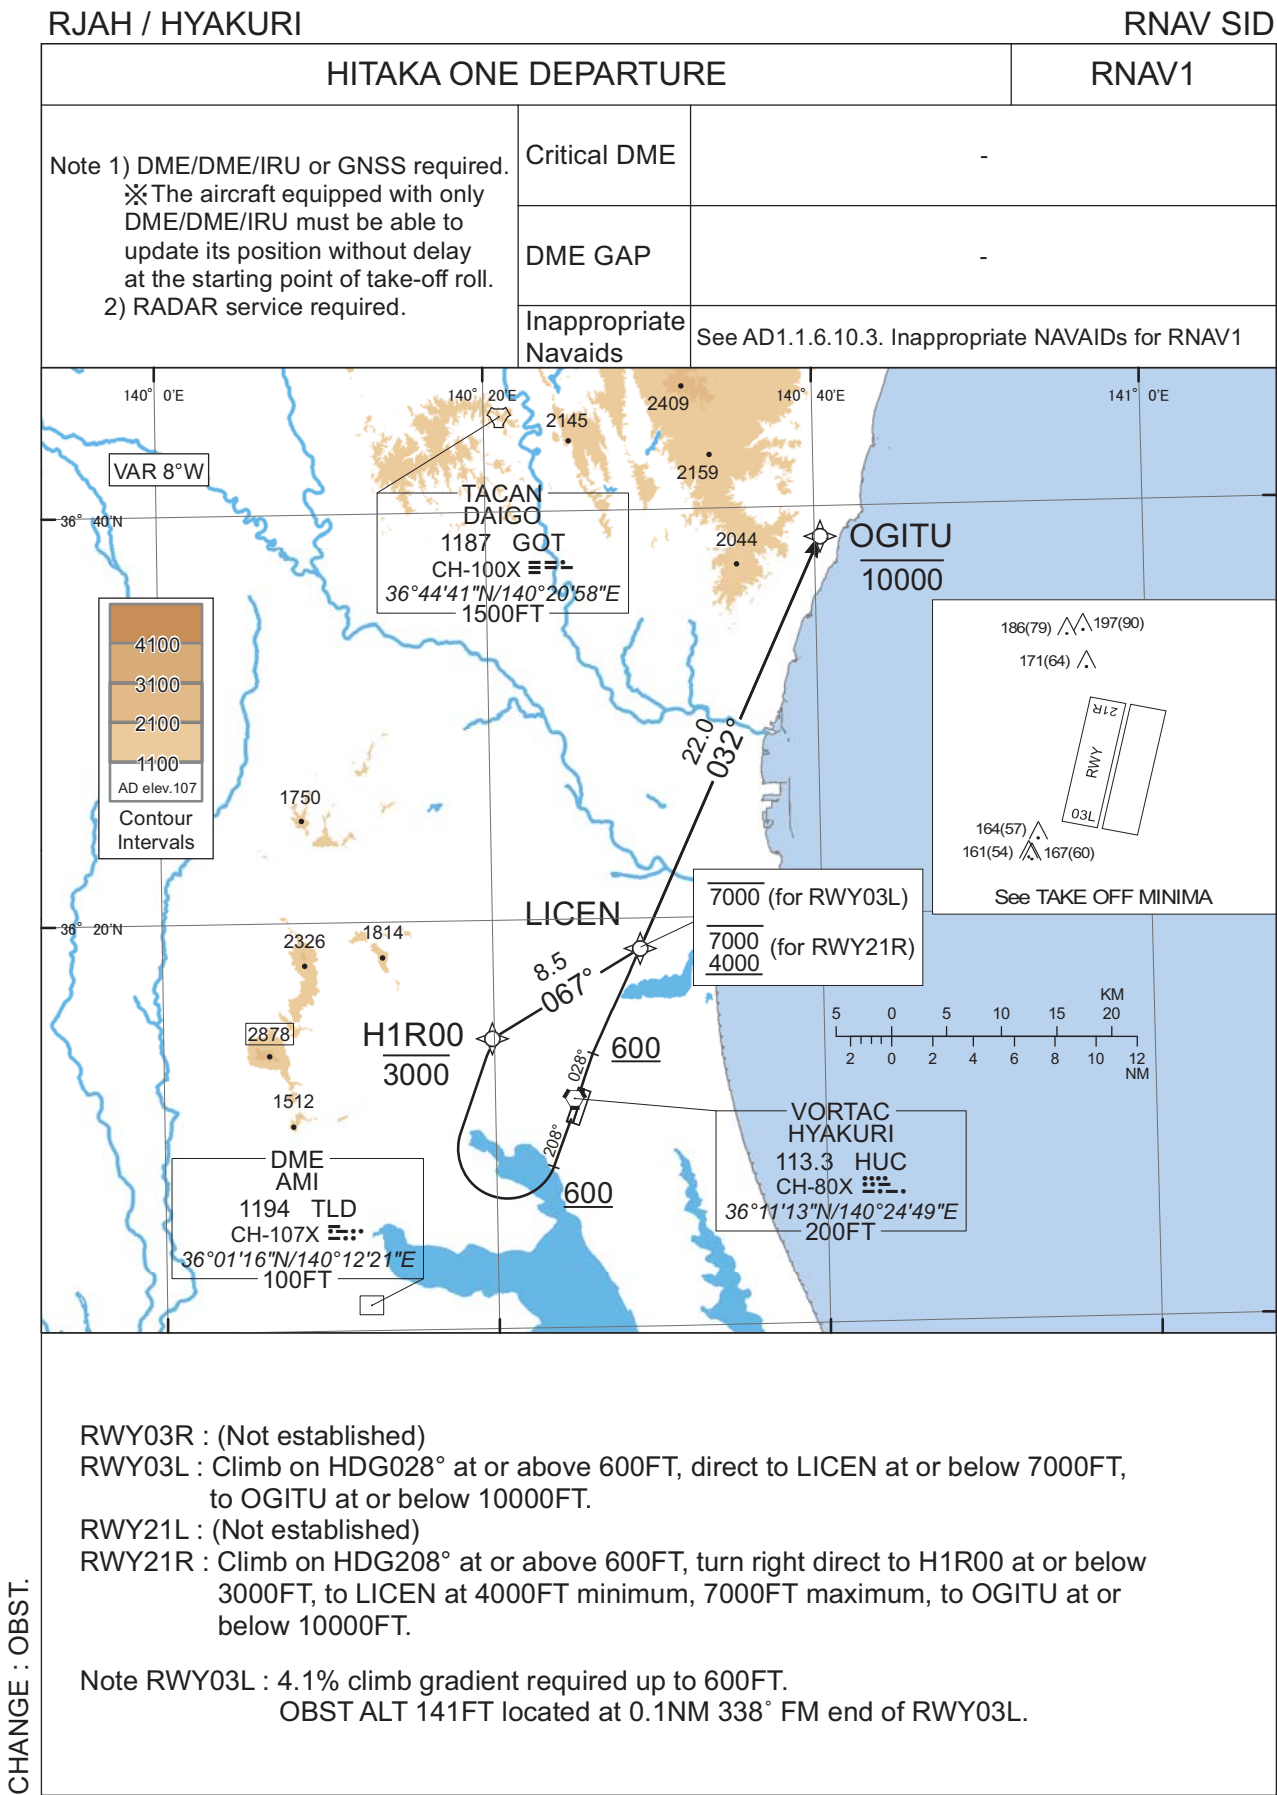 RJAH / HYAKURI
RNAV SID
HITAKA ONE DEPARTURE
RNAV1
Note 1) DME/DME/IRU or GNSS required.
※The aircraft equipped with only
DME/DME/IRU must be able to
update its position without delay
at the starting point of take-off roll.
2) RADAR service required.
Critical DME
-
DME GAP
-
Inappropriate
Navaids
See AD1.1.6.10.3. Inappropriate NAVAIDs for RNAV1
140° 0'E
140° 20'E
140° 40'E
141° 0'E
2409
2145
2159
VAR 8°W
36° 40'N
TACAN
DAIGO
1187 GOT
CH-100X
36°44'41"N/140°20'58"E
1500FT
2044
OGITU
10000
4100
3100
2100
1100
AD elev.107
Contour
Intervals
186(79)
197(90)
171(64)
21R
RWY
03L
164(57)
161(54)
167(60)
See TAKE OFF MINIMA
22.0
032°
1750
7000 (for RWY03L)
7000
4000
(for RWY21R)
LICEN
36° 20'N
2326
1814
8.5
067°
H1R00
3000
2878
1512
028°
600
208°
600
KM
5 0 5 10 15 20
2 0 2 4 6 8 10 12
NM
VORTAC
HYAKURI
113.3 HUC
CH-80X
36°11'13"N/140°24'49"E
200FT
DME
AMI
1194 TLD
CH-107X
36°01'16"N/140°12'21"E
100FT
RWY03R : (Not established)
RWY03L : Climb on HDG028° at or above 600FT, direct to LICEN at or below 7000FT,
to OGITU at or below 10000FT.
RWY21L : (Not established)
RWY21R : Climb on HDG208° at or above 600FT, turn right direct to H1R00 at or below
3000FT, to LICEN at 4000FT minimum, 7000FT maximum, to OGITU at or
below 10000FT.
Note RWY03L : 4.1% climb gradient required up to 600FT.
OBST ALT 141FT located at 0.1NM 338° FM end of RWY03L.
CHANGE : OBST.